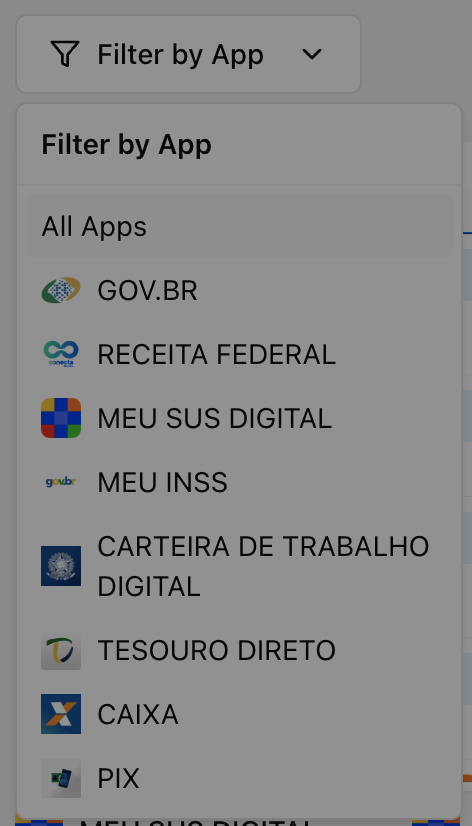 Filter by App
Filter by App
All Apps
GOV.BR
RECEITA FEDERAL
conecta
MEU SUS DIGITAL
gov.br
MEU INSS
CARTEIRA DE TRABALHO
DIGITAL
TESOURO DIRETO
CAIXA
PIX
MEU SUS DIGITAL